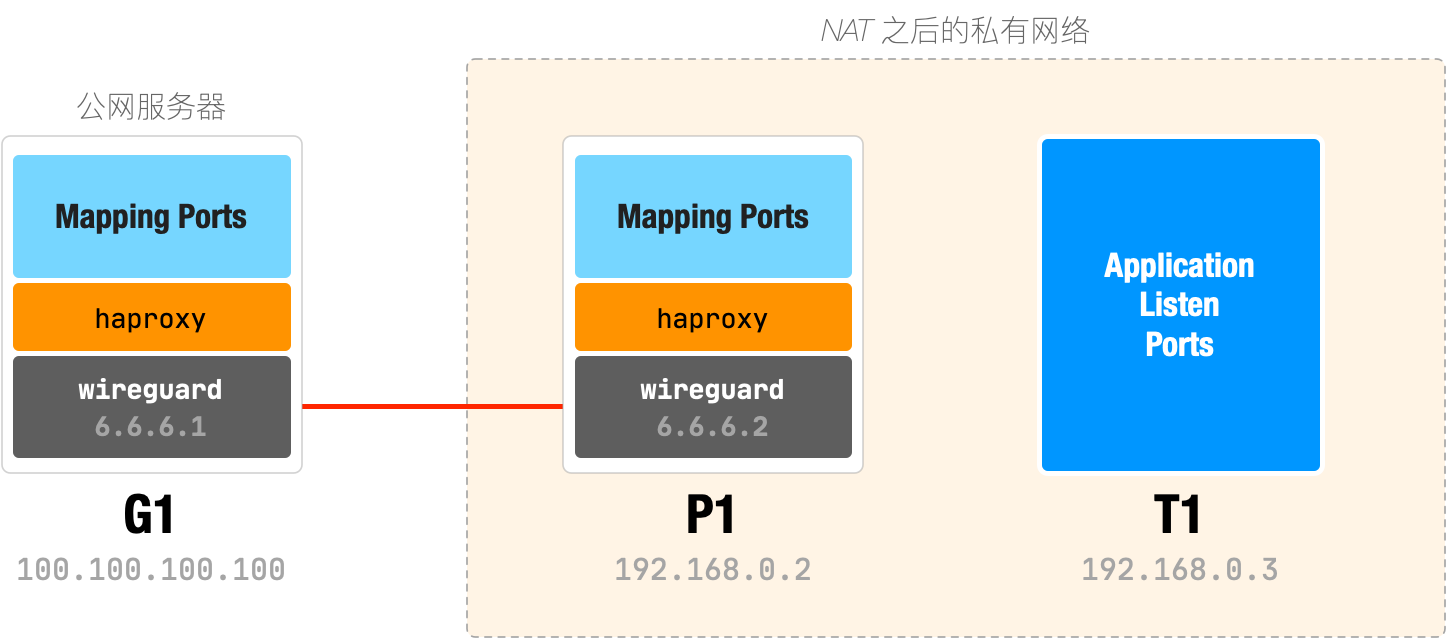 NAT 之后的私有网络
公网服务器
Mapping Ports
haproxy
wireguard
6.6.6.1
G1
100.100.100.100
Mapping Ports
haproxy
wireguard
6.6.6.2
P1
192.168.0.2
Application
Listen
Ports
T1
192.168.0.3